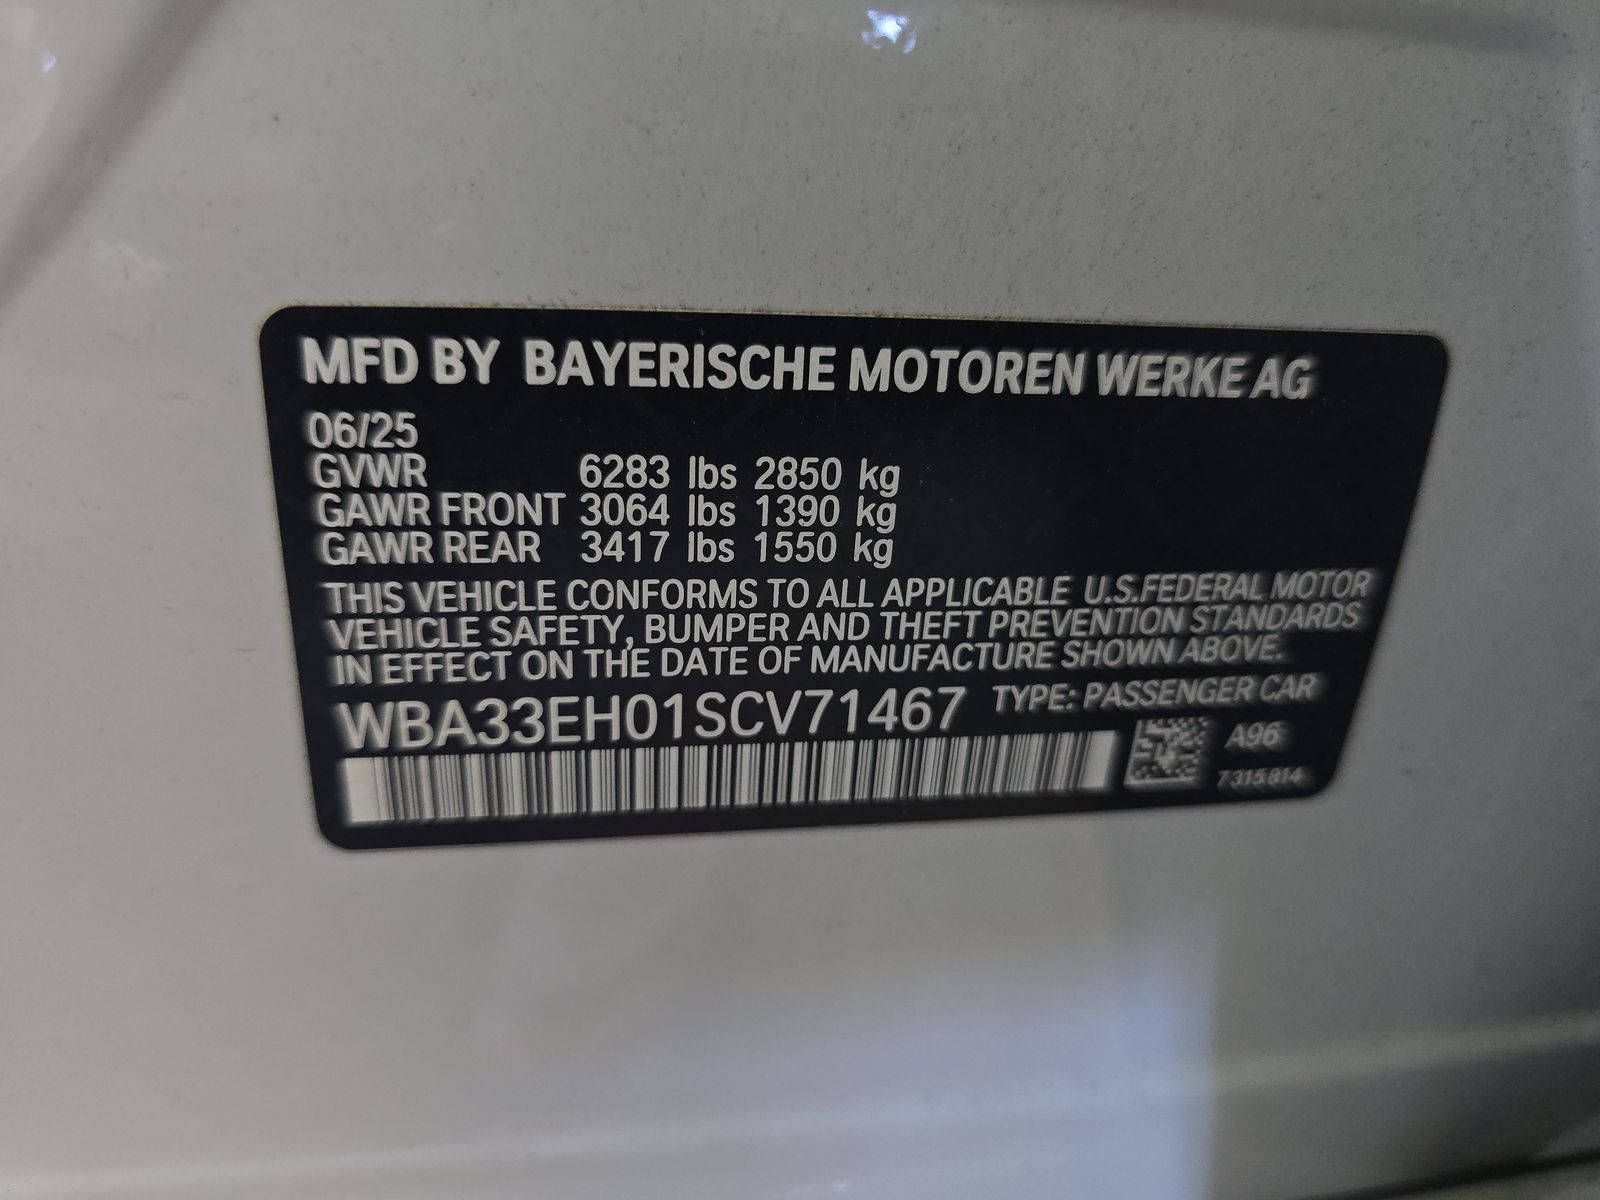 MFD BY BAYERISCHE MOTOREN WERKE AG
06/25
GVWR 6283 lbs 2850 kg
GAWR FRONT 3064 lbs 1390 kg
GAWR REAR 3417 lbs 1550 kg
THIS VEHICLE CONFORMS TO ALL APPLICABLE U.S.FEDERAL MOTOR
VEHICLE SAFETY, BUMPER AND THEFT PREVENTION STANDARDS
IN EFFECT ON THE DATE OF MANUFACTURE SHOWN ABOVE.
WBA33EH01SCV71467 TYPE: PASSENGER CAR
A96
7315814